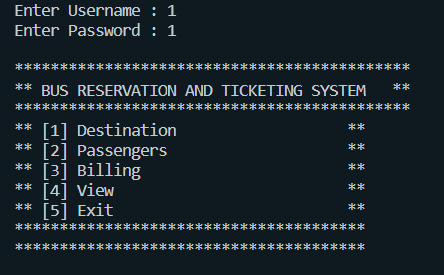 Enter Username : 1
Enter Password : 1
********************************************
** BUS RESERVATION AND TICKETING SYSTEM   **
********************************************
** [1] Destination                   **
** [2] Passengers                    **
** [3] Billing                       **
** [4] View                          **
** [5] Exit                          **
***************************************
***************************************